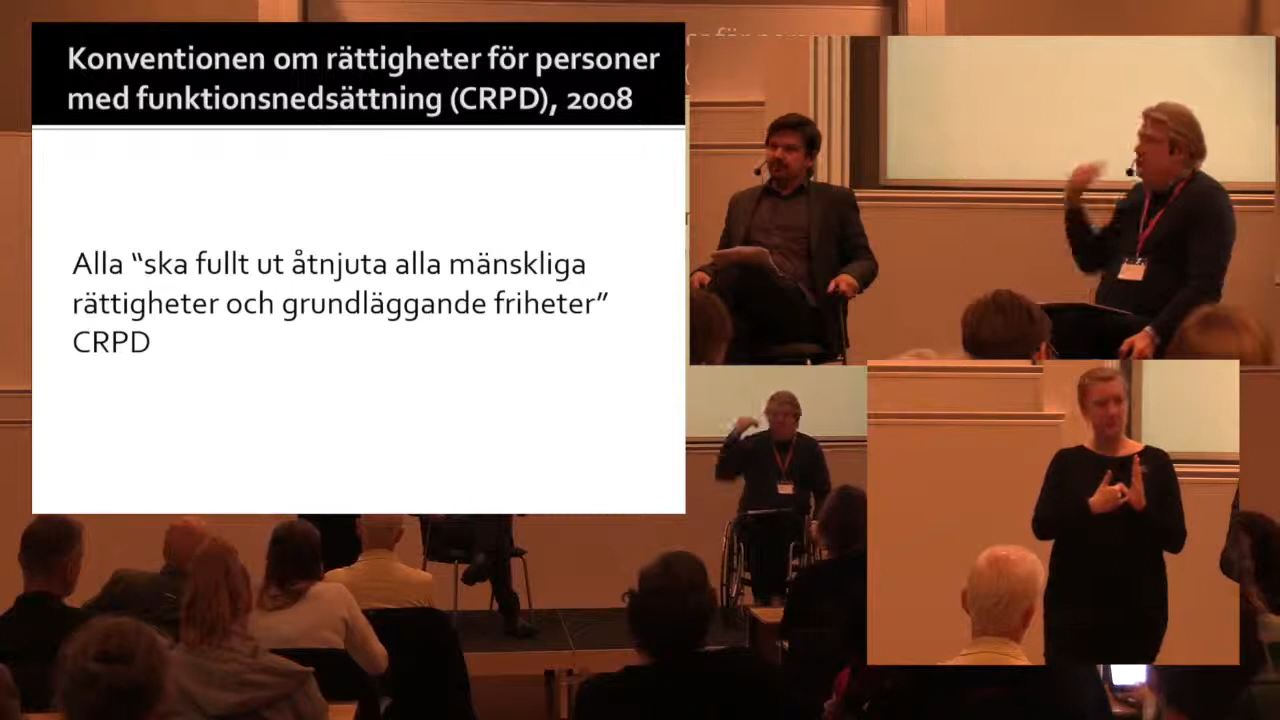 Konventionen om rättigheter för personer
med funktionsnedsättning (CRPD), 2008
Alla “ska fullt ut åtnjuta alla mänskliga
rättigheter och grundläggande friheter”
CRPD